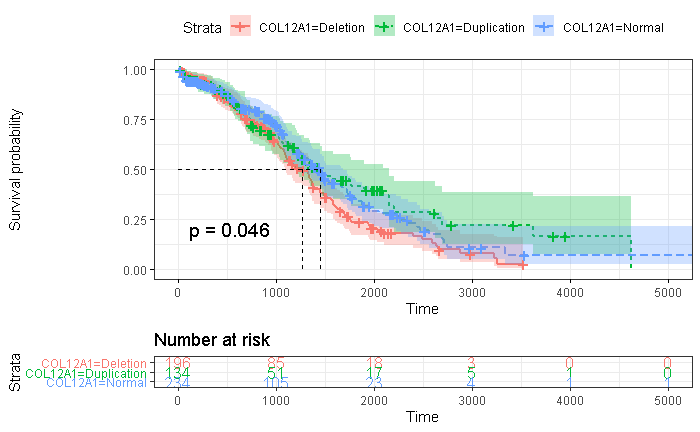 Strata COL12A1=Deletion COL12A1=Duplication COL12A1=Normal
Survival probability
1.00
0.75
0.50
0.25
0.00
p = 0.046
0 1000 2000 3000 4000 5000
Time
Number at risk
Strata
COL12A1=Deletion 196 85 18 3 0 0
COL12A1=Duplication 134 51 17 5 1 0
COL12A1=Normal 234 105 23 4 1 1
0 1000 2000 3000 4000 5000
Time